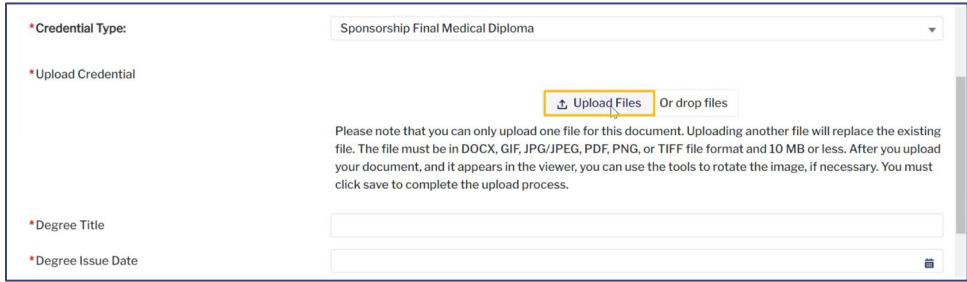 *Credential Type: Sponsorship Final Medical Diploma
*Upload Credential
Upload Files Or drop files
Please note that you can only upload one file for this document. Uploading another file will replace the existing
file. The file must be in DOCX, GIF, JPG/JPEG, PDF, PNG, or TIFF file format and 10 MB or less. After you upload
your document, and it appears in the viewer, you can use the tools to rotate the image, if necessary. You must
click save to complete the upload process.
*Degree Title
*Degree Issue Date